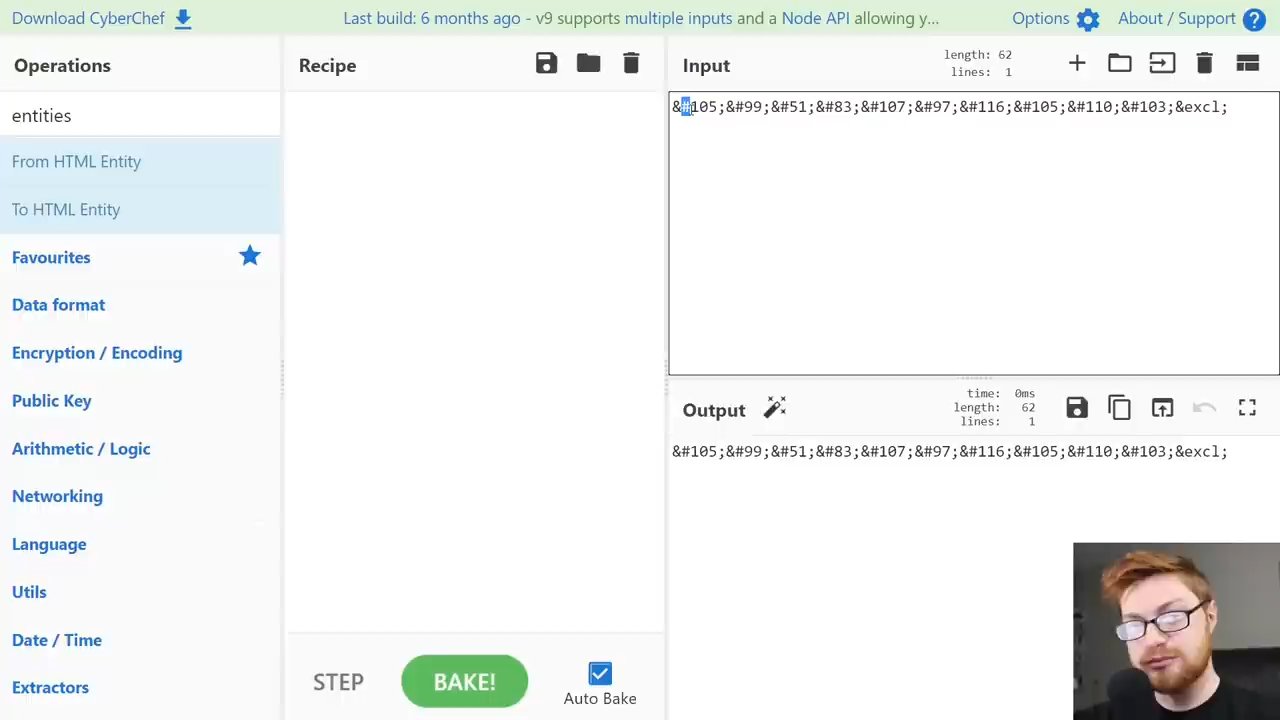 Download CyberChef
Last build: 6 months ago - v9 supports multiple inputs and a Node API allowing y...
Options
About / Support
Operations
Recipe
Input
length: 62
lines: 1
entities
&#105;&#99;&#51;&#83;&#107;&#97;&#116;&#105;&#110;&#103;&excl;
From HTML Entity
To HTML Entity
Favourites
Data format
Encryption / Encoding
Public Key
Arithmetic / Logic
Networking
Language
Utils
Date / Time
Extractors
Output
time: 0ms
length: 62
lines: 1
&#105;&#99;&#51;&#83;&#107;&#97;&#116;&#105;&#110;&#103;&excl;
STEP
BAKE!
Auto Bake